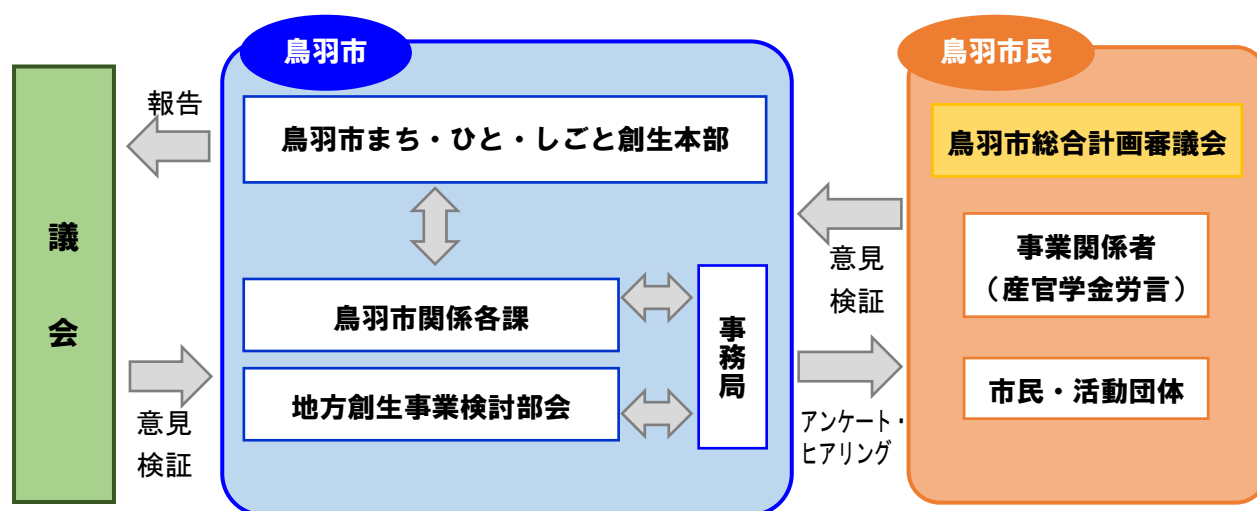 議会
報告
意見
検証
鳥羽市
鳥羽市まち・ひと・しごと創生本部
鳥羽市関係各課
地方創生事業検討部会
事務局
意見
検証
アンケート・
ヒアリング
鳥羽市民
鳥羽市総合計画審議会
事業関係者
（産官学金労言）
市民・活動団体